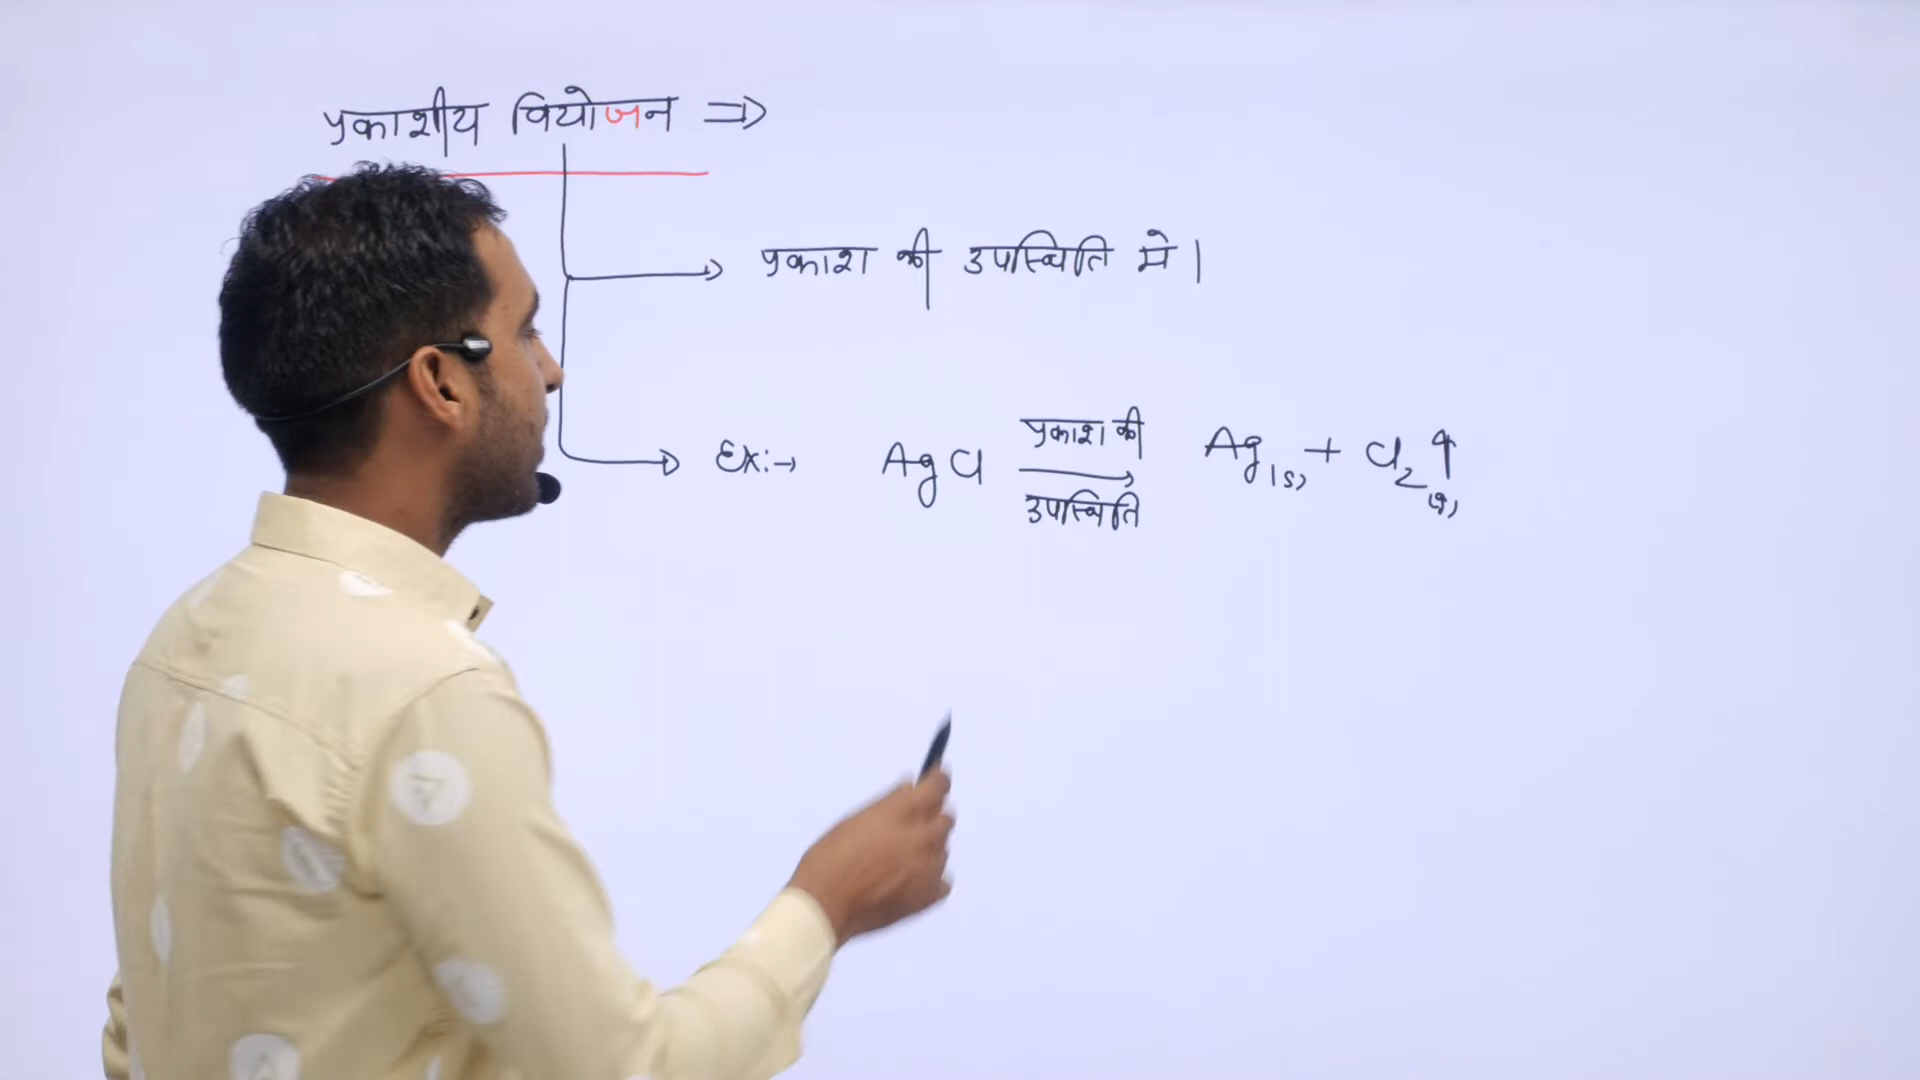 प्रकाशीय वियोजन ⇒
प्रकाश की उपस्थिति मे।
Ex:→ AgCl प्रकाश की उपस्थिति → Ag(s) + Cl2(g)↑